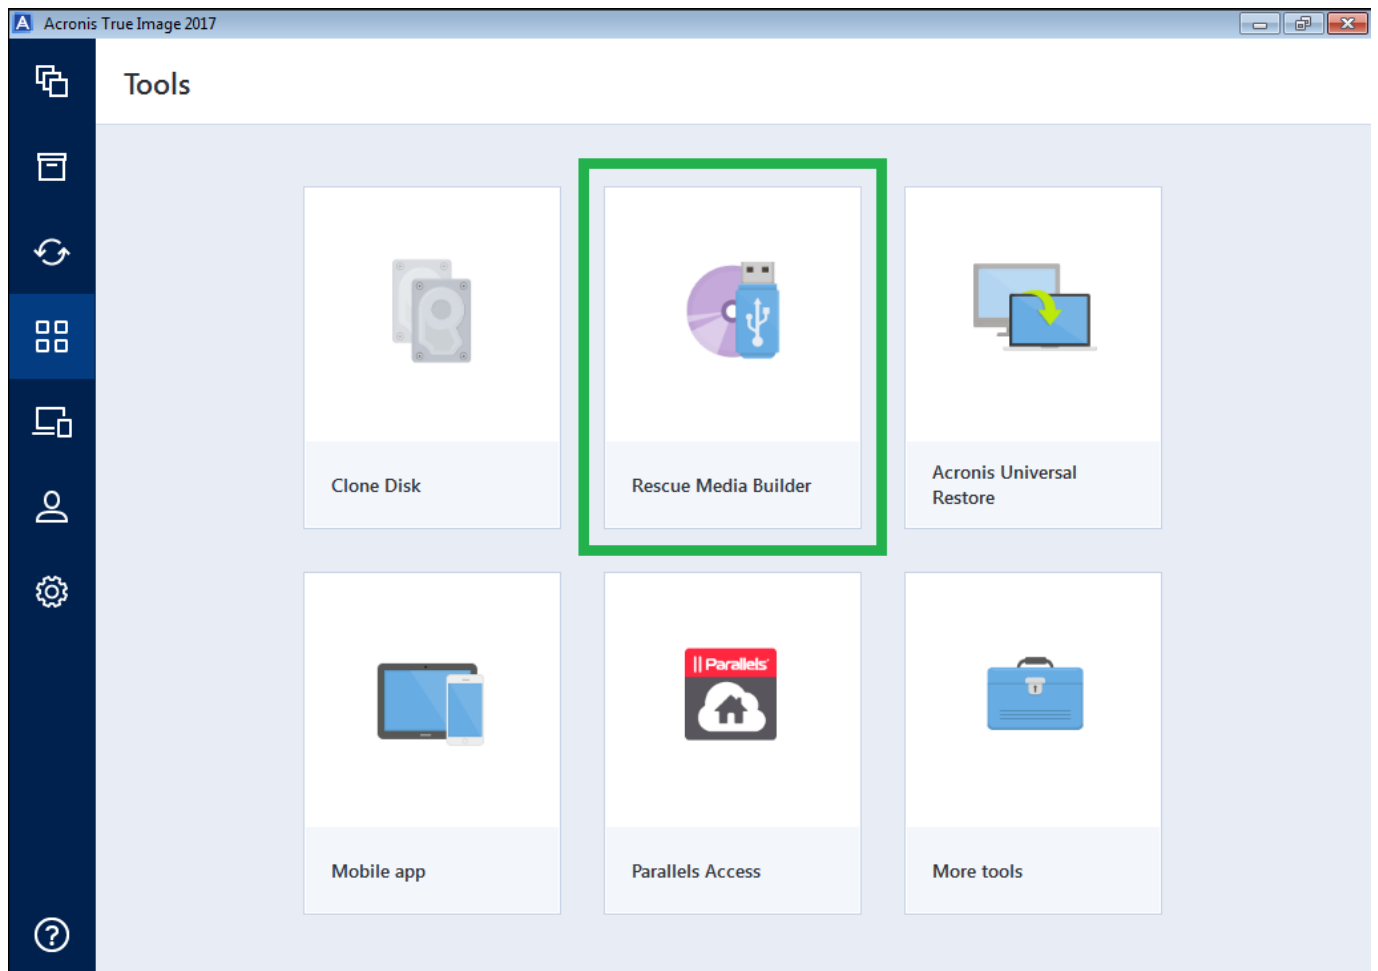 Acronis True Image 2017
Tools
Clone Disk
Rescue Media Builder
Acronis Universal
Restore
|| Parallels®
Mobile app
Parallels Access
More tools